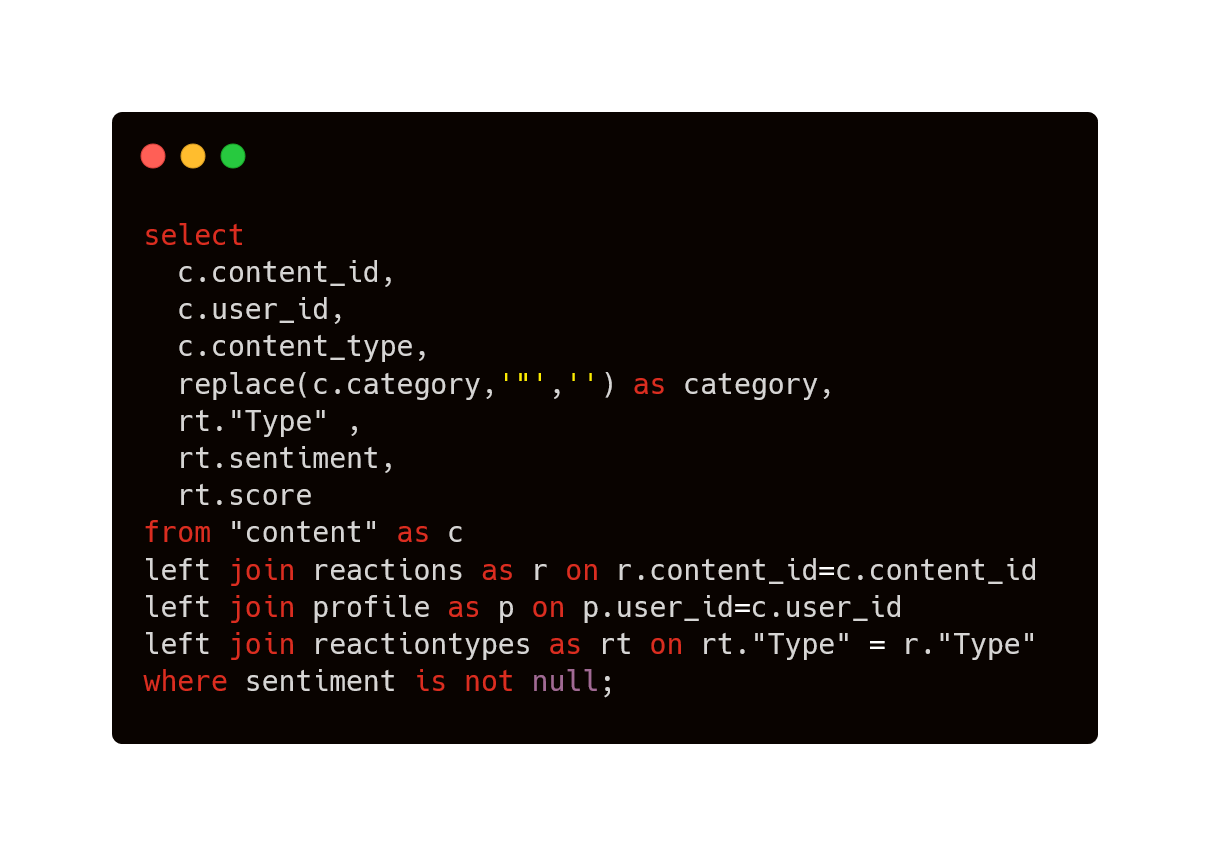 select
  c.content_id,
  c.user_id,
  c.content_type,
  replace(c.category,'"','') as category,
  rt."Type" ,
  rt.sentiment,
  rt.score
from "content" as c
left join reactions as r on r.content_id=c.content_id
left join profile as p on p.user_id=c.user_id
left join reactiontypes as rt on rt."Type" = r."Type"
where sentiment is not null;